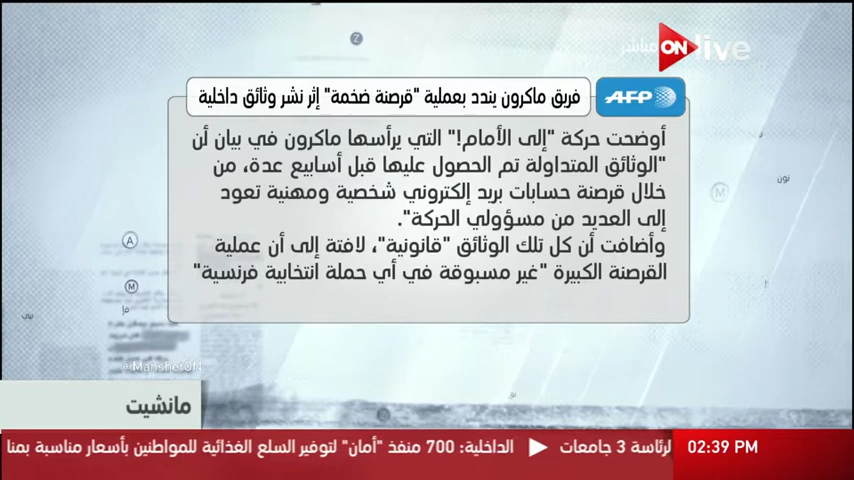 مباشر ON live
AFP
فريق ماكرون يندد بعملية "قرصنة ضخمة" إثر نشر وثائق داخلية
أوضحت حركة "إلى الأمام!" التي يرأسها ماكرون في بيان أن
"الوثائق المتداولة تم الحصول عليها قبل أسابيع عدة، من
خلال قرصنة حسابات بريد إلكتروني شخصية ومهنية تعود
إلى العديد من مسؤولي الحركة".
وأضافت أن كل تلك الوثائق "قانونية"، لافتة إلى أن عملية
القرصنة الكبيرة "غير مسبوقة في أي حملة انتخابية فرنسية"
Z
نون
M
A
M
@ManshetON
مانشيت
لرئاسة 3 جامعات ◀ الداخلية: 700 منفذ "أمان" لتوفير السلع الغذائية للمواطنين بأسعار مناسبة بمنا
02:39 PM